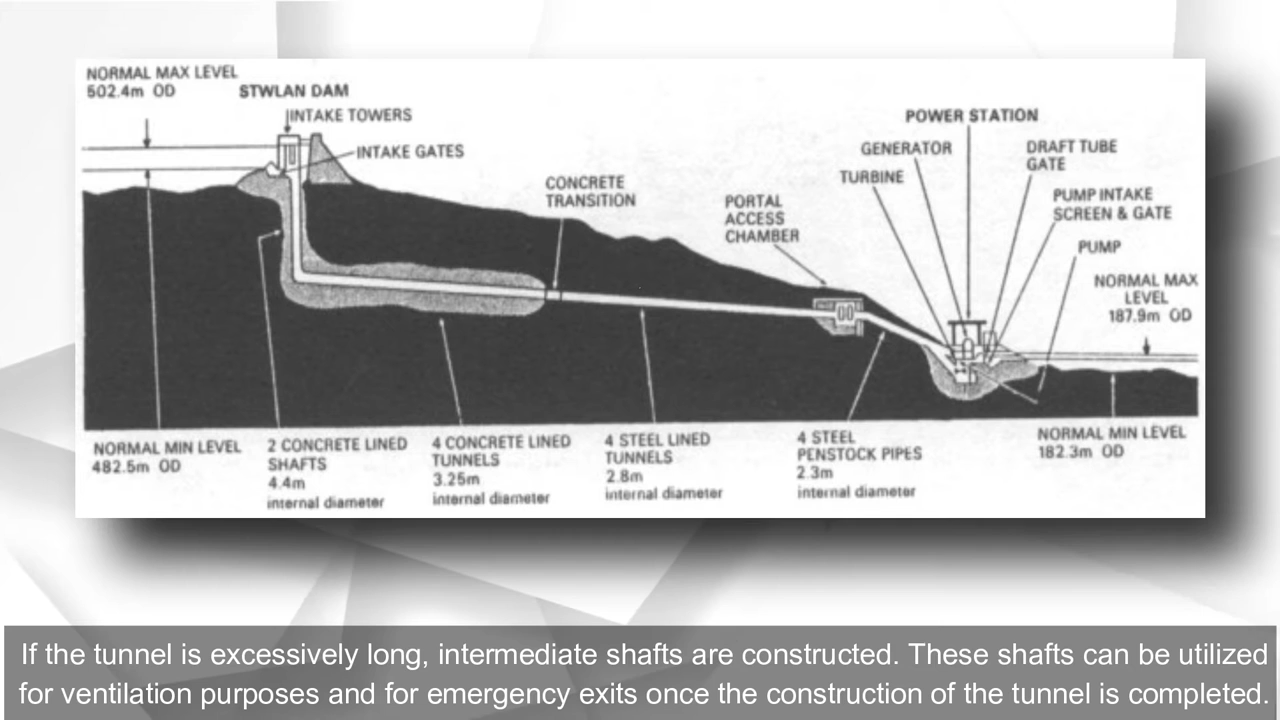 NORMAL MAX LEVEL
502.4m OD
STWLAN DAM
INTAKE TOWERS
INTAKE GATES
CONCRETE
TRANSITION
PORTAL
ACCESS
CHAMBER
POWER STATION
GENERATOR
TURBINE
DRAFT TUBE
GATE
PUMP INTAKE
SCREEN & GATE
PUMP
NORMAL MAX
LEVEL
187.9m OD
NORMAL MIN LEVEL
482.5m OD
2 CONCRETE LINED
SHAFTS
4.4m
internal diameter
4 CONCRETE LINED
TUNNELS
3.25m
internal diameter
4 STEEL LINED
TUNNELS
2.8m
internal diameter
4 STEEL
PENSTOCK PIPES
2.3m
internal diameter
NORMAL MIN LEVEL
182.3m OD
If the tunnel is excessively long, intermediate shafts are constructed. These shafts can be utilized
for ventilation purposes and for emergency exits once the construction of the tunnel is completed.